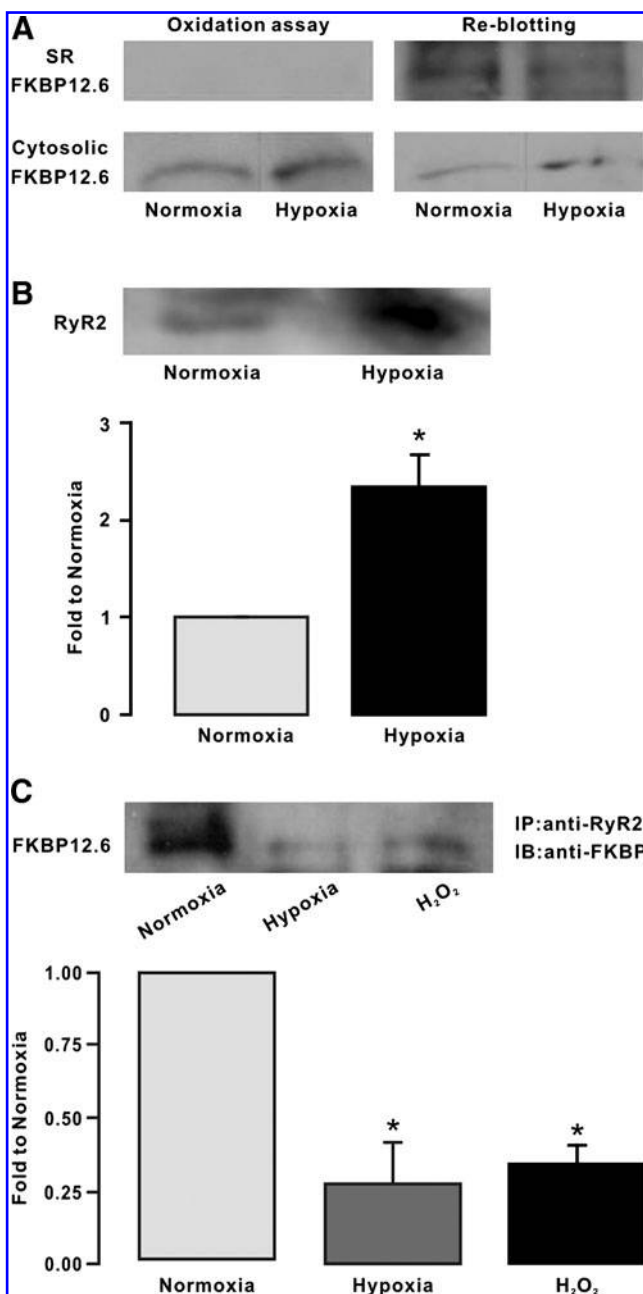 A
Oxidation assay Re-blotting
SR
FKBP12.6
Cytosolic
FKBP12.6
Normoxia Hypoxia Normoxia Hypoxia
B
RyR2
Normoxia Hypoxia
Fold to Normoxia
3
2
1
0
*
Normoxia Hypoxia
C
FKBP12.6
IP:anti-RyR2
IB:anti-FKBP
Normoxia Hypoxia H₂O₂
Fold to Normoxia
1.00
0.75
0.50
0.25
0.00
* *
Normoxia Hypoxia H₂O₂